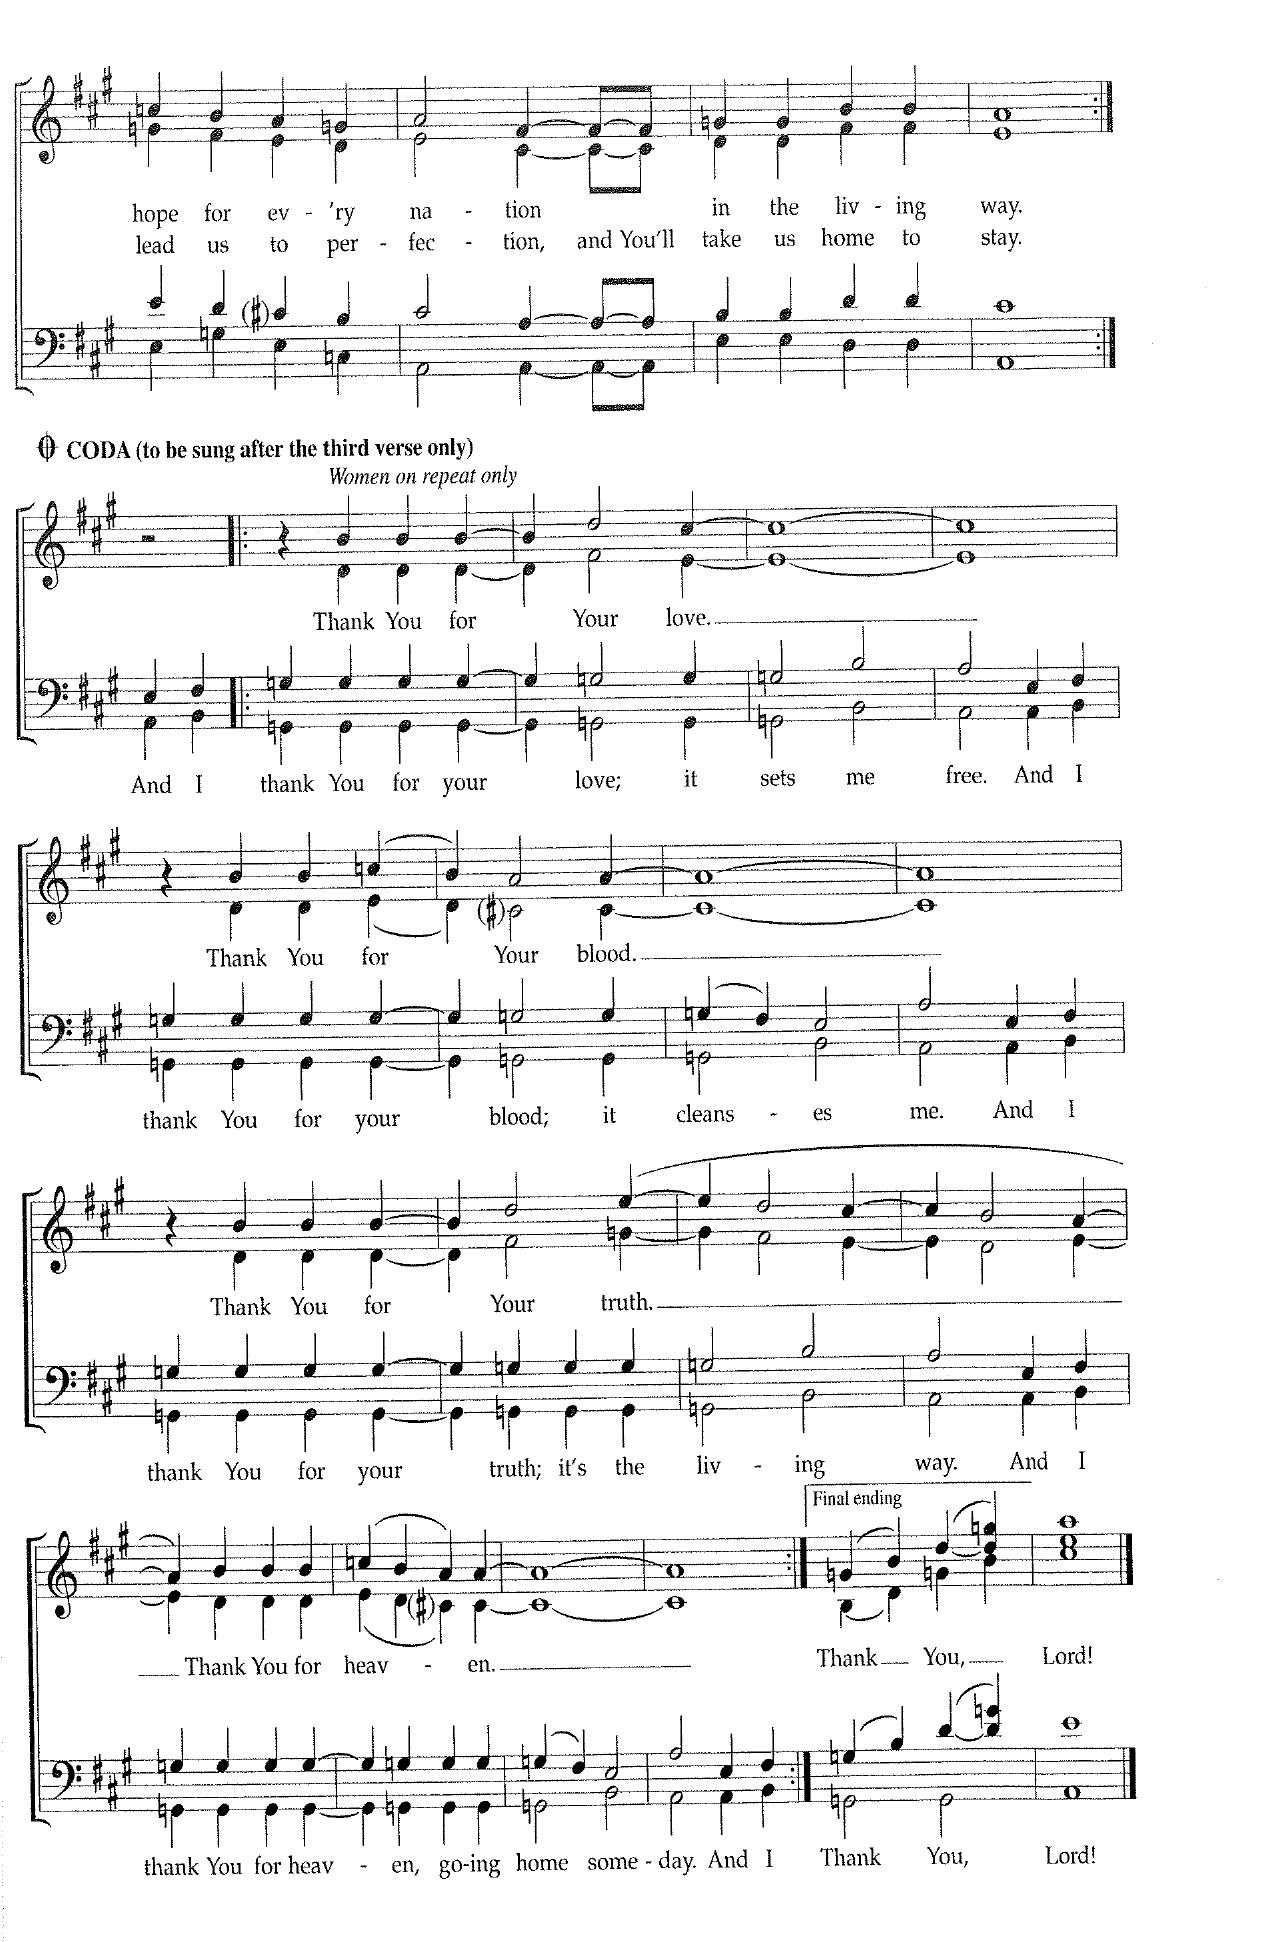 hope for ev - 'ry na - tion in the liv - ing way.
lead us to per - fec - tion, and You'll take us home to stay.
CODA (to be sung after the third verse only)
Women on repeat only
Thank You for Your love.
And I thank You for your love; it sets me free. And I
Thank You for Your blood.
thank You for your blood; it cleans - es me. And I
Thank You for Your truth.
thank You for your truth; it's the liv - ing way. And I
Final ending
Thank You for heav - en. Thank You, Lord!
thank You for heav - en, go-ing home some - day. And I Thank You, Lord!